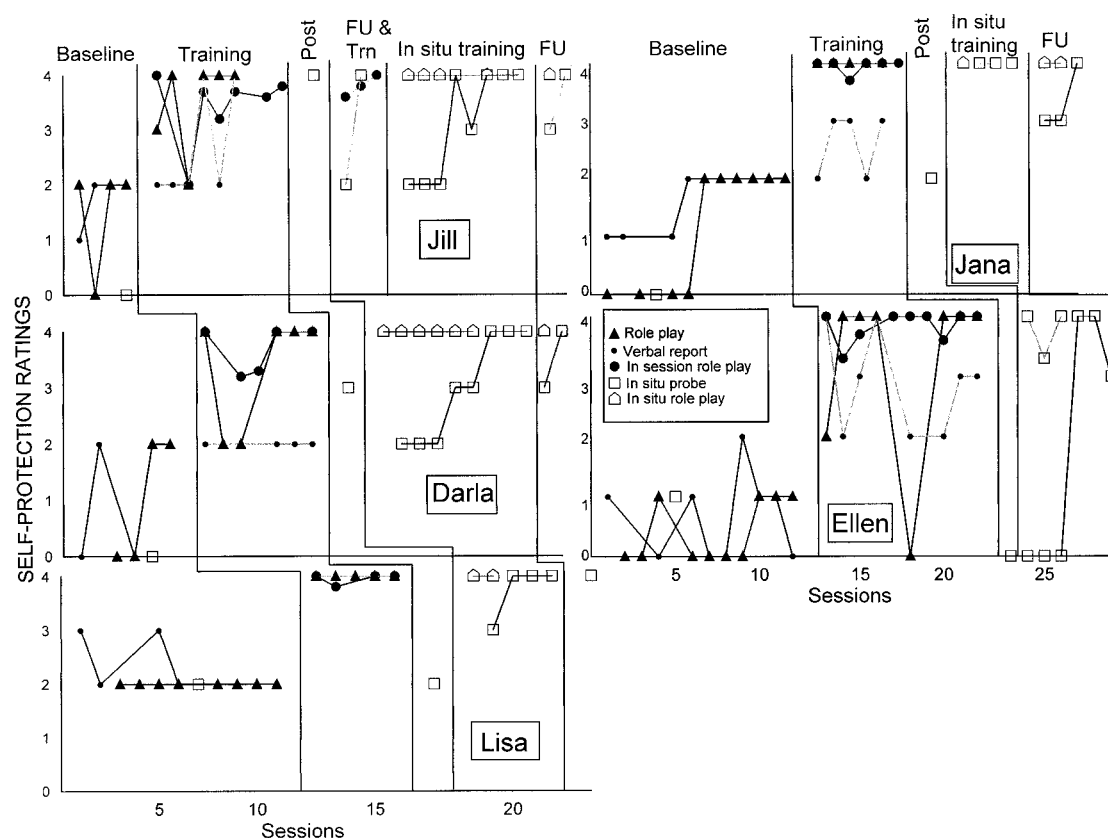 SELF-PROTECTION RATINGS
Baseline
Training
Post
FU &
Trn
In situ training
FU
4
3
2
1
0
Jill
4
3
2
1
0
Darla
4
3
2
1
0
Lisa
5
10
15
20
Sessions
Baseline
Training
Post
In situ
training
FU
4
3
2
1
0
Jana
4
3
2
1
0
Role play
Verbal report
In session role play
In situ probe
In situ role play
Ellen
5
10
15
20
25
Sessions